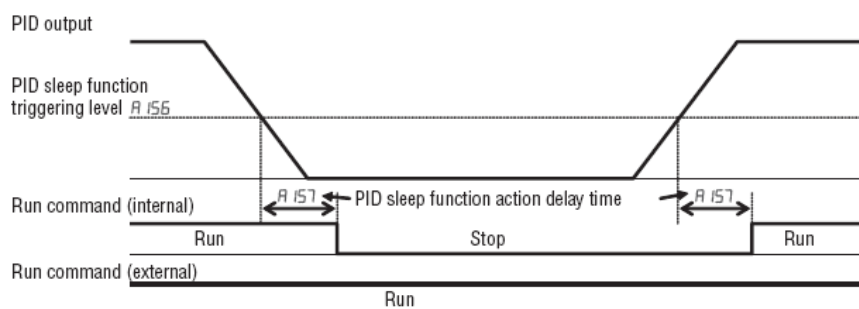 PID output
PID sleep function
triggering level A156
A157 PID sleep function action delay time A157
Run command (internal)
Run Stop Run
Run command (external)
Run